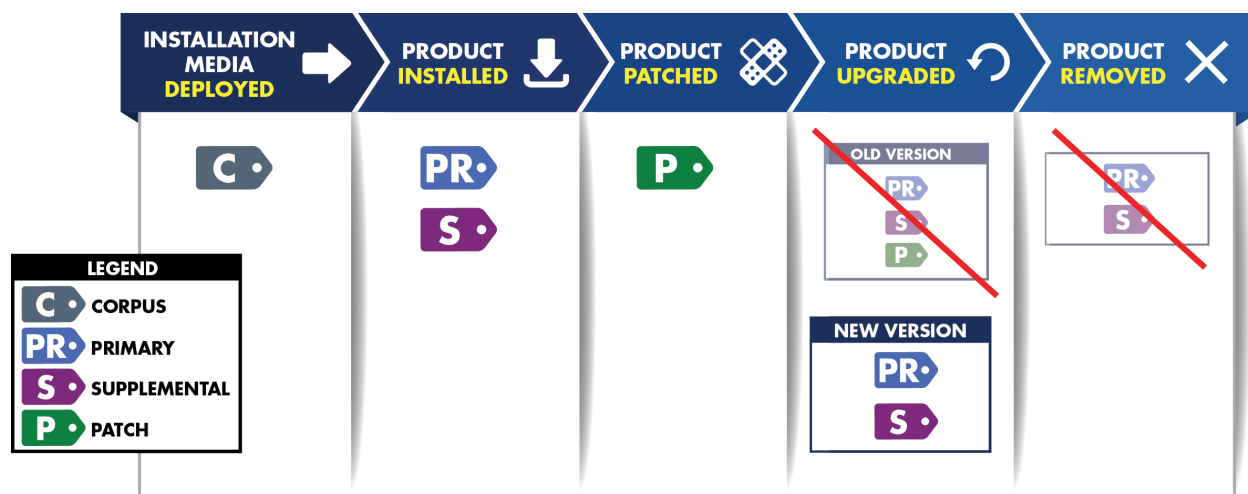 INSTALLATION
MEDIA
DEPLOYED
PRODUCT
INSTALLED
PRODUCT
PATCHED
PRODUCT
UPGRADED
PRODUCT
REMOVED
C
PR
S
P
OLD VERSION
PR
S
P
NEW VERSION
PR
S
PR
S
LEGEND
C CORPUS
PR PRIMARY
S SUPPLEMENTAL
P PATCH